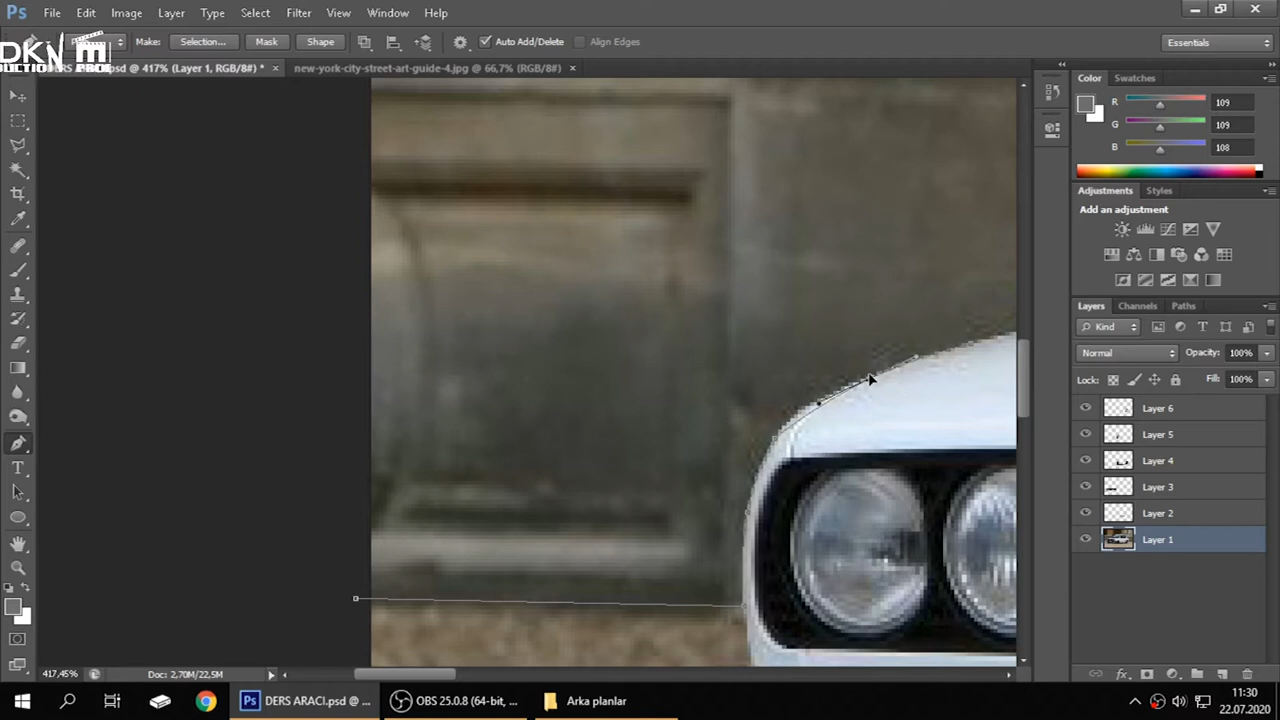 Ps File Edit Image Layer Type Select Filter View Window Help
Make: Selection... Mask Shape Auto Add/Delete Align Edges Essentials
DKN
DERS ARACI.psd @ 417% (Layer 1, RGB/8#) * × new-york-city-street-art-guide-4.jpg @ 66,7% (RGB/8#) ×
Color Swatches
R 109
G 109
B 108
Adjustments Styles
Add an adjustment
Layers Channels Paths
Kind
Normal Opacity: 100%
Lock: Fill: 100%
Layer 6
Layer 5
Layer 4
Layer 3
Layer 2
Layer 1
417,45% Doc: 2,70M/22,5M
Ps DERS ARACI.psd @ ... OBS 25.0.8 (64-bit, ... Arka planlar
11:30
22.07.2020